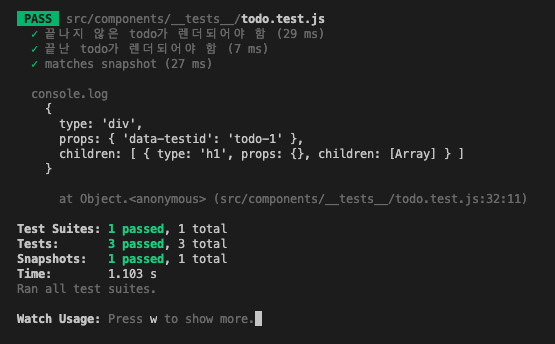 PASS src/components/__tests__/todo.test.js
✓ 끝나지 않은 todo가 렌더되어야 함 (29 ms)
✓ 끝난 todo가 렌더되어야 함 (7 ms)
✓ matches snapshot (27 ms)
console.log
{
type: 'div',
props: { 'data-testid': 'todo-1' },
children: [ { type: 'h1', props: {}, children: [Array] } ]
}
at Object.<anonymous> (src/components/__tests__/todo.test.js:32:11)
Test Suites: 1 passed, 1 total
Tests: 3 passed, 3 total
Snapshots: 1 passed, 1 total
Time: 1.103 s
Ran all test suites.
Watch Usage: Press w to show more.